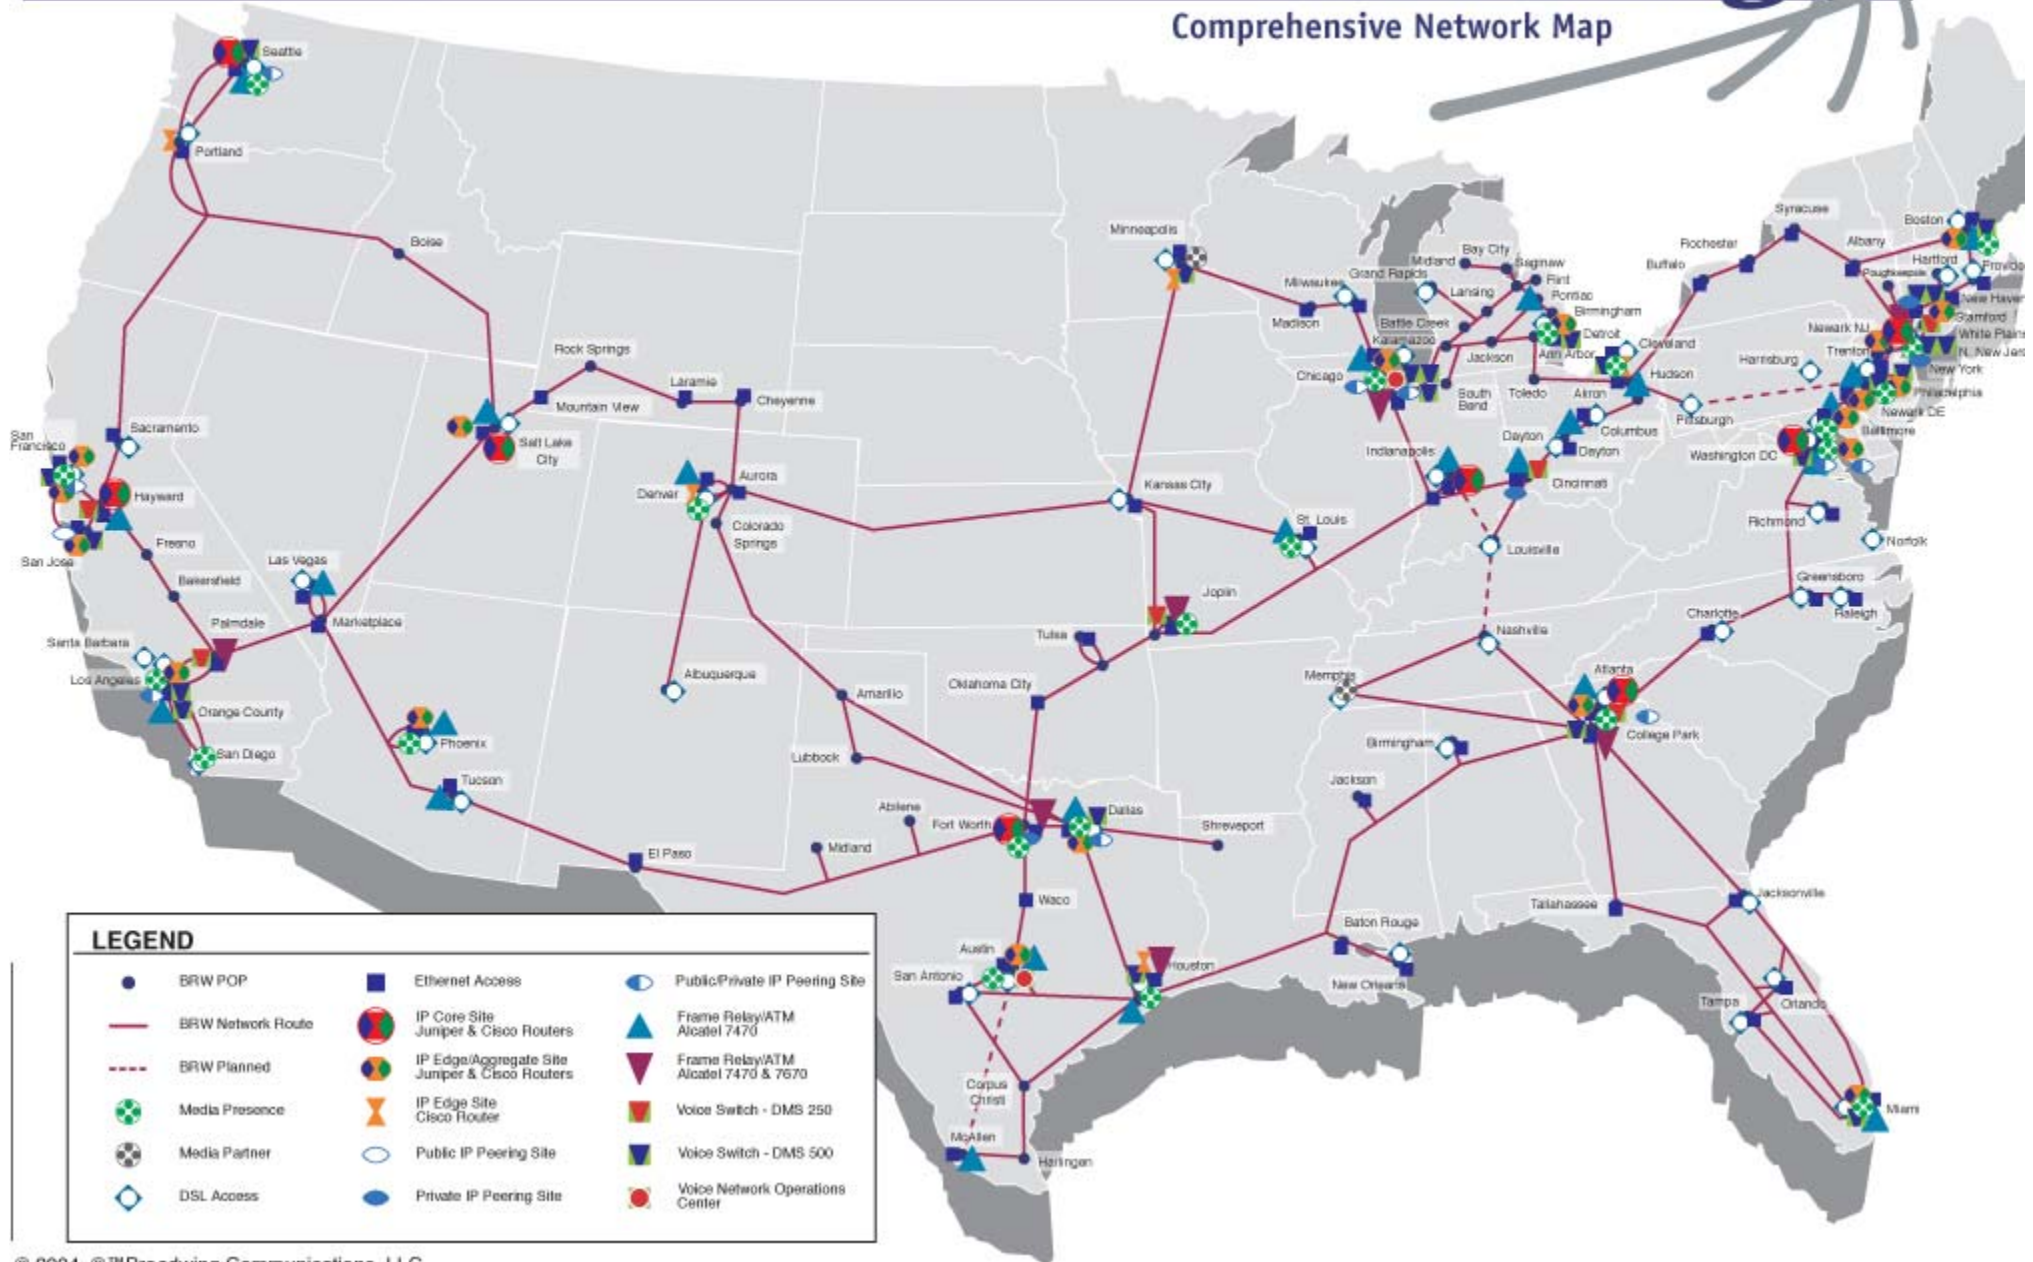 Comprehensive Network Map
Seattle
Portland
Boise
Minneapolis
Milwaukee
Madison
Grand Rapids
Midland
Bay City
Saginaw
Flint
Lansing
Pontiac
Birmingham
Battle Creek
Detroit
Kalamazoo
Jackson
Ann Arbor
Cleveland
Chicago
South
Bend
Toledo
Akron
Hudson
Syracuse
Rochester
Buffalo
Albany
Boston
Hartford
Poughkeepsie
New Haven
Stamford
Newark NJ
White Plain
N. New Jers
Trenton
New York
Harrisburg
Philadelphia
Newark DE
Pittsburgh
Baltimore
Washington DC
Columbus
Dayton
Dayton
Indianapolis
Cincinnati
Rock Springs
Laramie
Cheyenne
Mountain View
Salt Lake
City
Sacramento
San
Francisco
Hayward
Fresno
San Jose
Bakersfield
Las Vegas
Marketplace
Palmdale
Santa Barbara
Los Angeles
Orange County
San Diego
Phoenix
Tucson
Denver
Aurora
Colorado
Springs
Kansas City
St. Louis
Louisville
Richmond
Norfolk
Greensboro
Raleigh
Charlotte
Nashville
Joplin
Tulsa
Oklahoma City
Albuquerque
Amarillo
Lubbock
Memphis
Atlanta
College Park
Birmingham
Jackson
Abilene
Fort Worth
Dallas
Shreveport
Midland
El Paso
Waco
Austin
San Antonio
Houston
Baton Rouge
New Orleans
Tallahassee
Jacksonville
Tampa
Orlando
Miami
Corpus
Christi
McAllen
Harlingen
LEGEND
BRW POP
BRW Network Route
BRW Planned
Media Presence
Media Partner
DSL Access
Ethernet Access
IP Core Site
Juniper & Cisco Routers
IP Edge/Aggregate Site
Juniper & Cisco Routers
IP Edge Site
Cisco Router
Public IP Peering Site
Private IP Peering Site
Public/Private IP Peering Site
Frame Relay/ATM
Alcatel 7470
Frame Relay/ATM
Alcatel 7470 & 7670
Voice Switch - DMS 250
Voice Switch - DMS 500
Voice Network Operations
Center
Communications, LLC